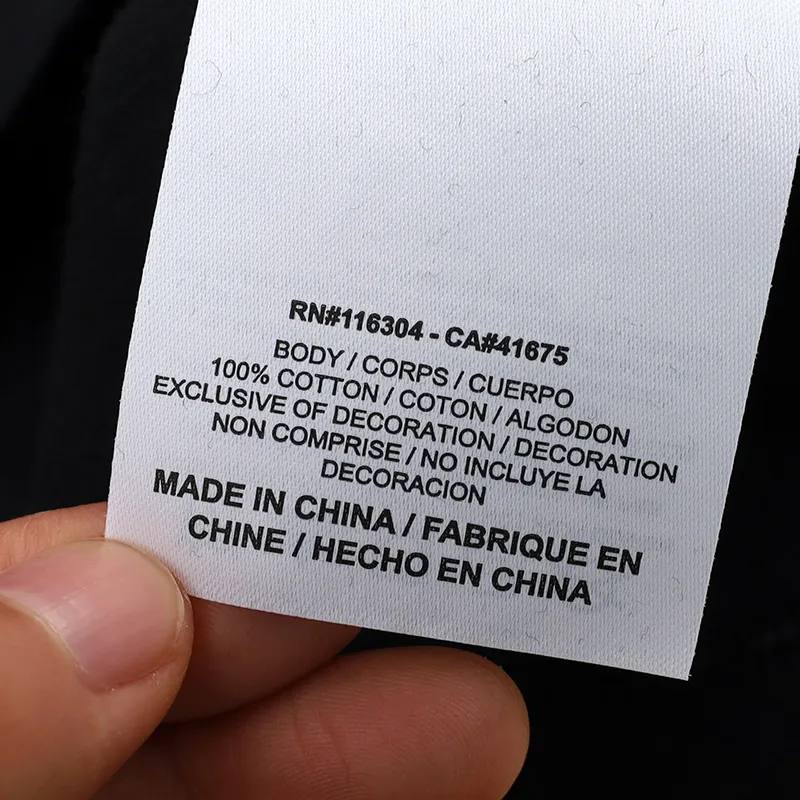 RN#116304 - CA#41675
BODY / CORPS / CUERPO
100% COTTON / COTON / ALGODON
EXCLUSIVE OF DECORATION / DECORATION
NON COMPRISE / NO INCLUYE LA
DECORACION
MADE IN CHINA / FABRIQUE EN
CHINE / HECHO EN CHINA